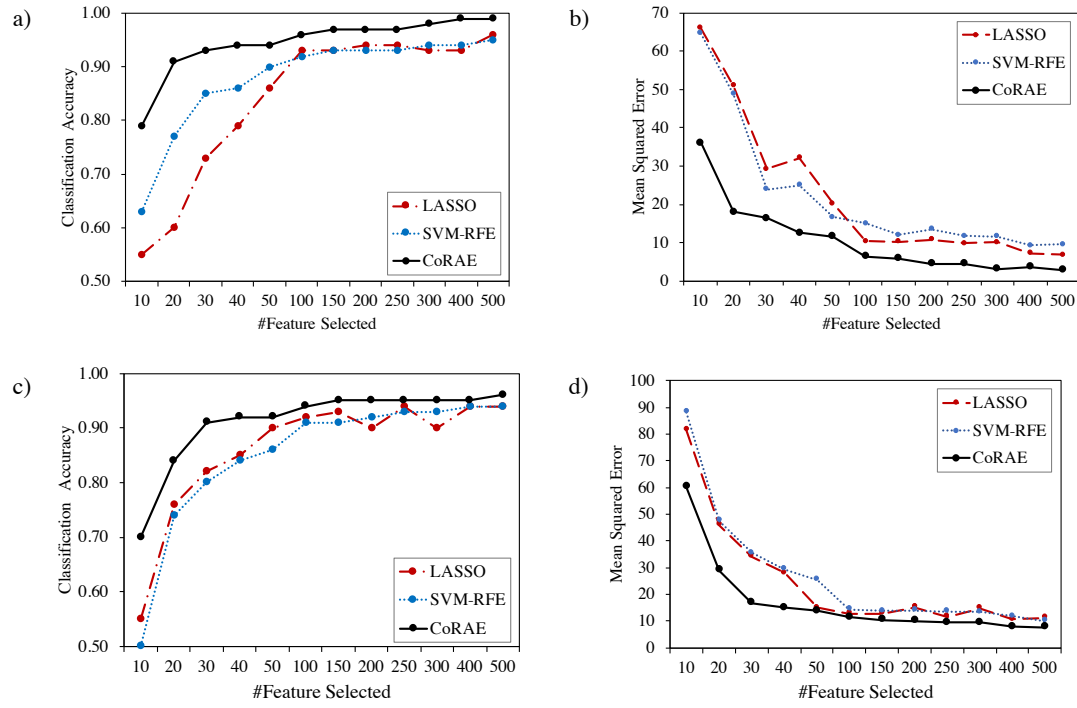 a)
Classification Accuracy
1.00
0.90
0.80
0.70
0.60
0.50
10 20 30 40 50 100 150 200 250 300 400 500
#Feature Selected
LASSO
SVM-RFE
CoRAE
b)
Mean Squared Error
70
60
50
40
30
20
10
0
10 20 30 40 50 100 150 200 250 300 400 500
#Feature Selected
LASSO
SVM-RFE
CoRAE
c)
Classification Accuracy
1.00
0.90
0.80
0.70
0.60
0.50
10 20 30 40 50 100 150 200 250 300 400 500
#Feature Selected
LASSO
SVM-RFE
CoRAE
d)
Mean Squared Error
100
90
80
70
60
50
40
30
20
10
0
10 20 30 40 50 100 150 200 250 300 400 500
#Feature Selected
LASSO
SVM-RFE
CoRAE